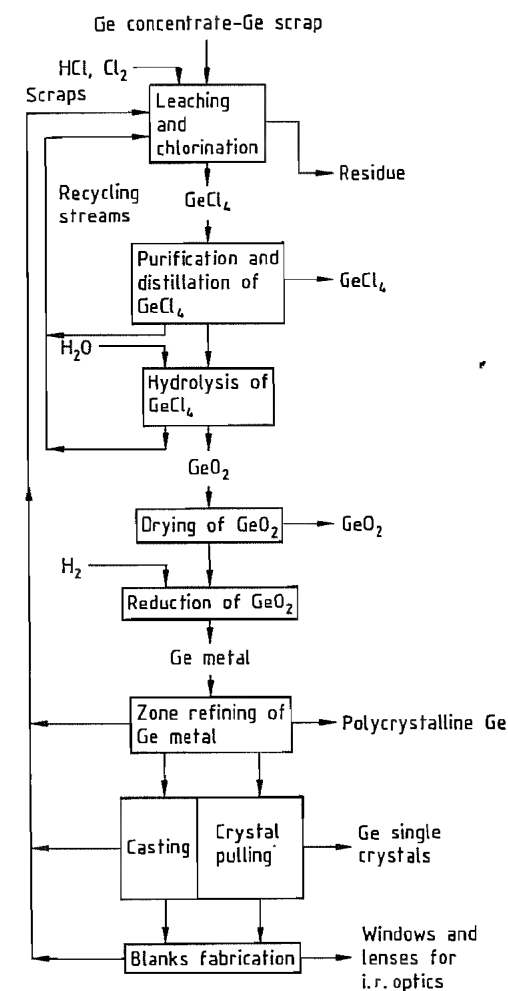 Ge concentrate-Ge scrap
HCl, Cl₂
Scraps
Leaching
and
chlorination
Residue
Recycling
streams
GeCl₄
Purification and
distillation of
GeCl₄
GeCl₄
H₂O
Hydrolysis of
GeCl₄
GeO₂
Drying of GeO₂
GeO₂
H₂
Reduction of GeO₂
Ge metal
Zone refining of
Ge metal
Polycrystalline Ge
Casting
Crystal
pulling
Ge single
crystals
Blanks fabrication
Windows and
lenses for
i.r. optics